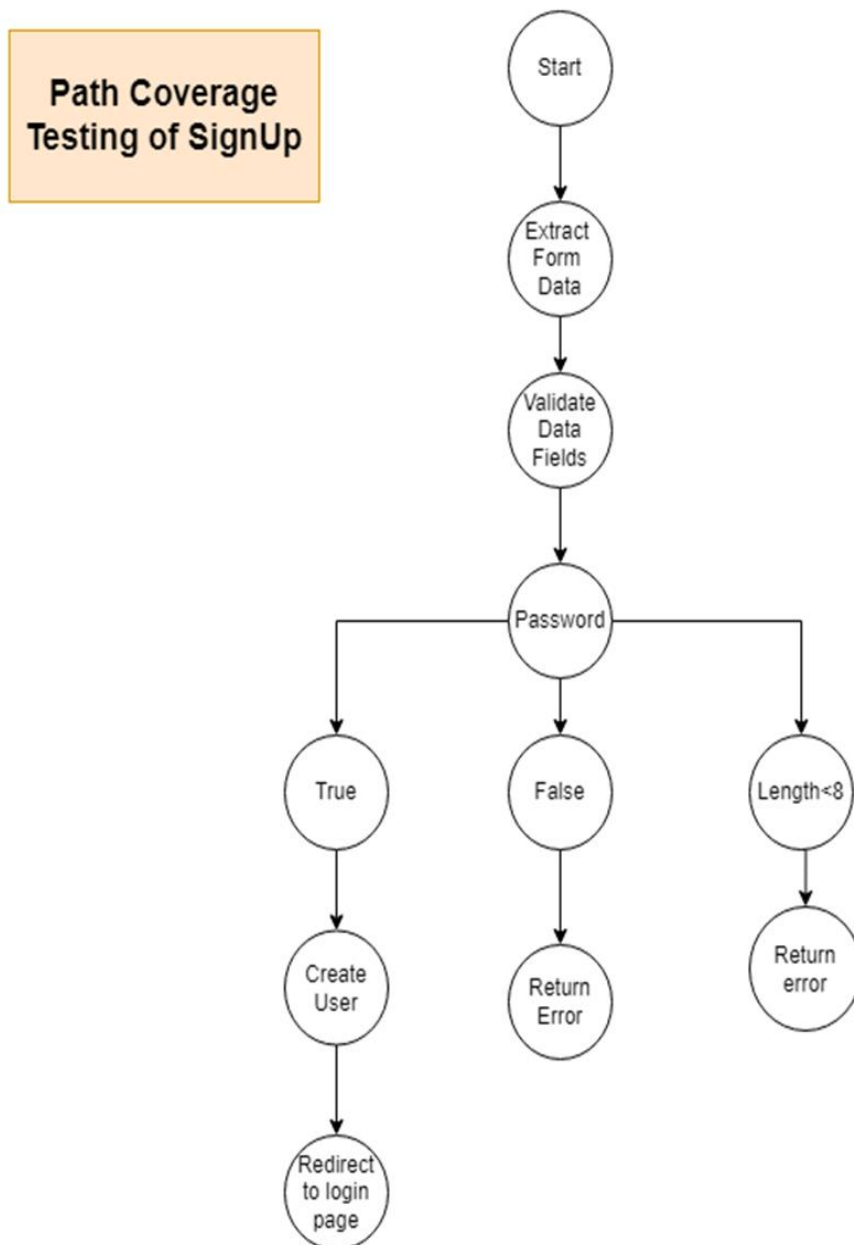 Path Coverage
Testing of SignUp
Start
Extract
Form
Data
Validate
Data
Fields
Password
True
False
Length<8
Create
User
Return
Error
Return
error
Redirect
to login
page